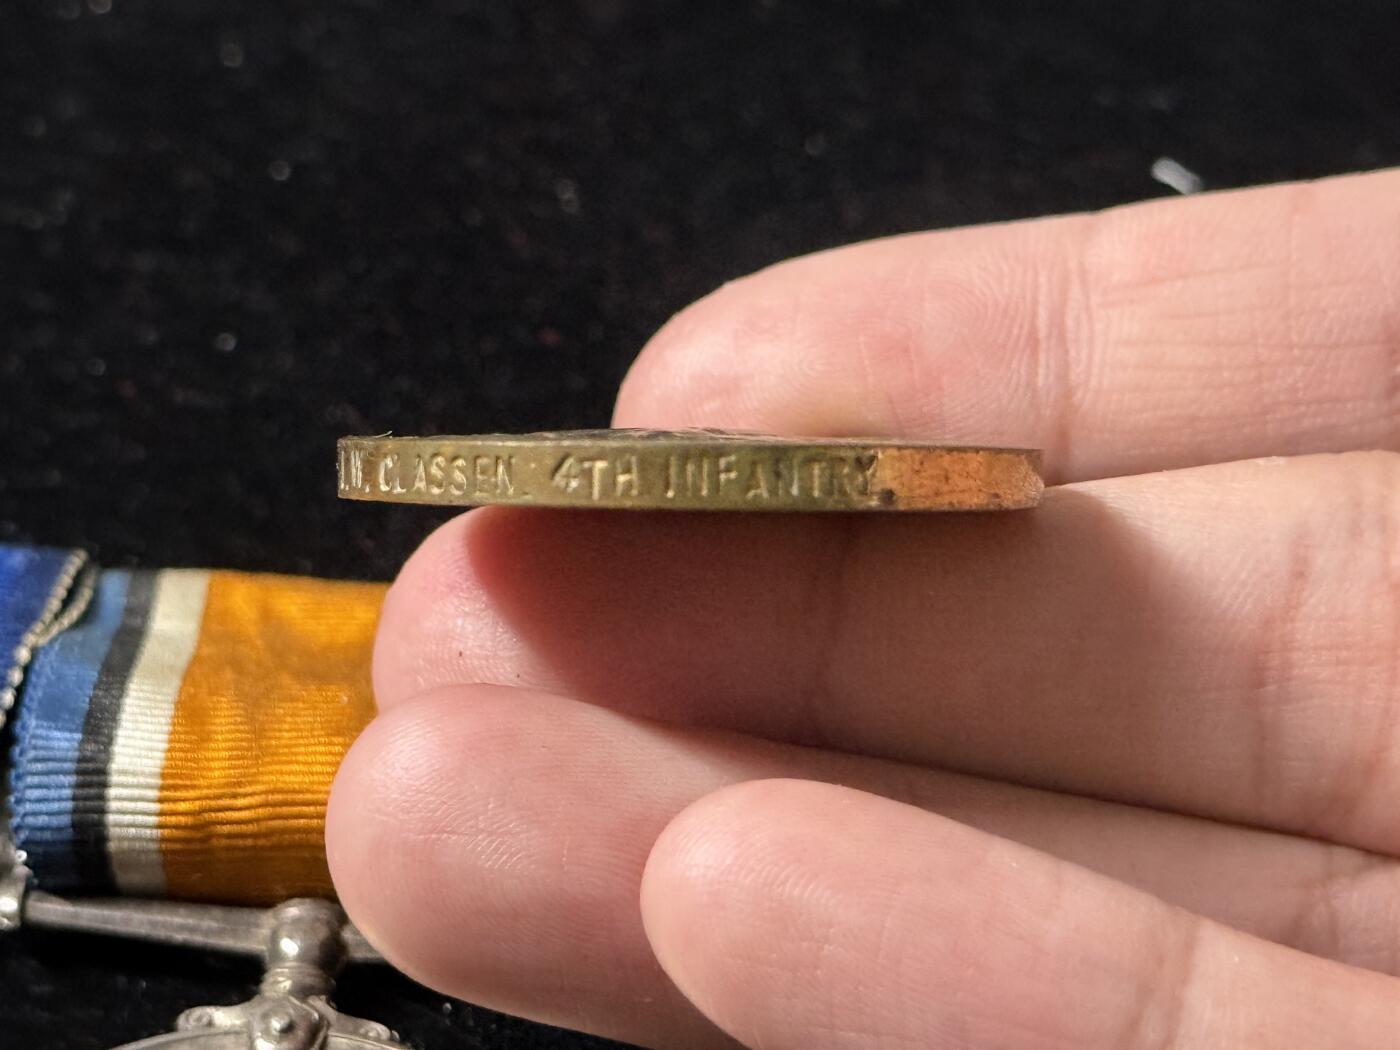 .W. CLASSEN. 4TH INFANTRY